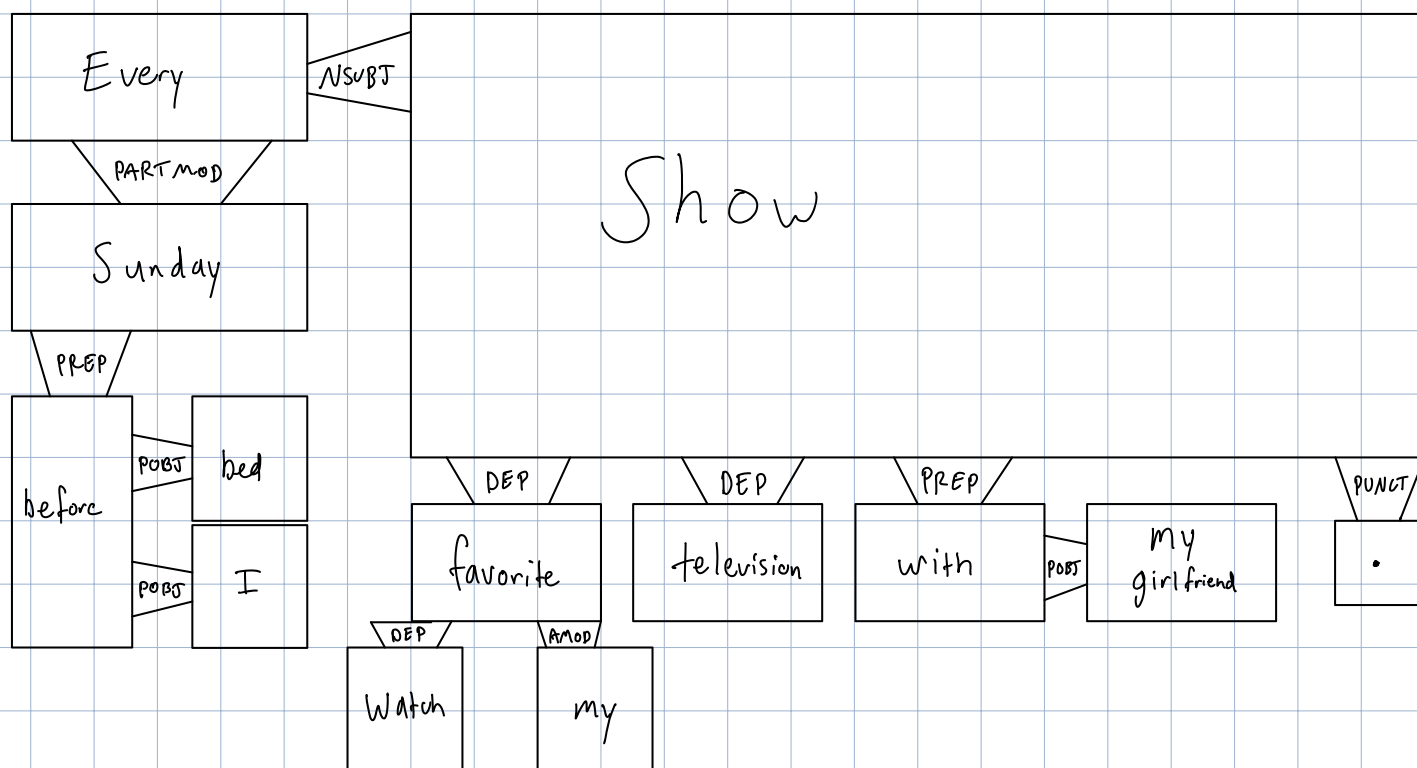 Every
NSUBJ
Show
PARTMOD
Sunday
PREP
before
POBJ
bed
POBJ
I
DEP
DEP
PREP
PUNCT
favorite
television
with
POBJ
my
girlfriend
.
DEP
AMOD
Watch
my